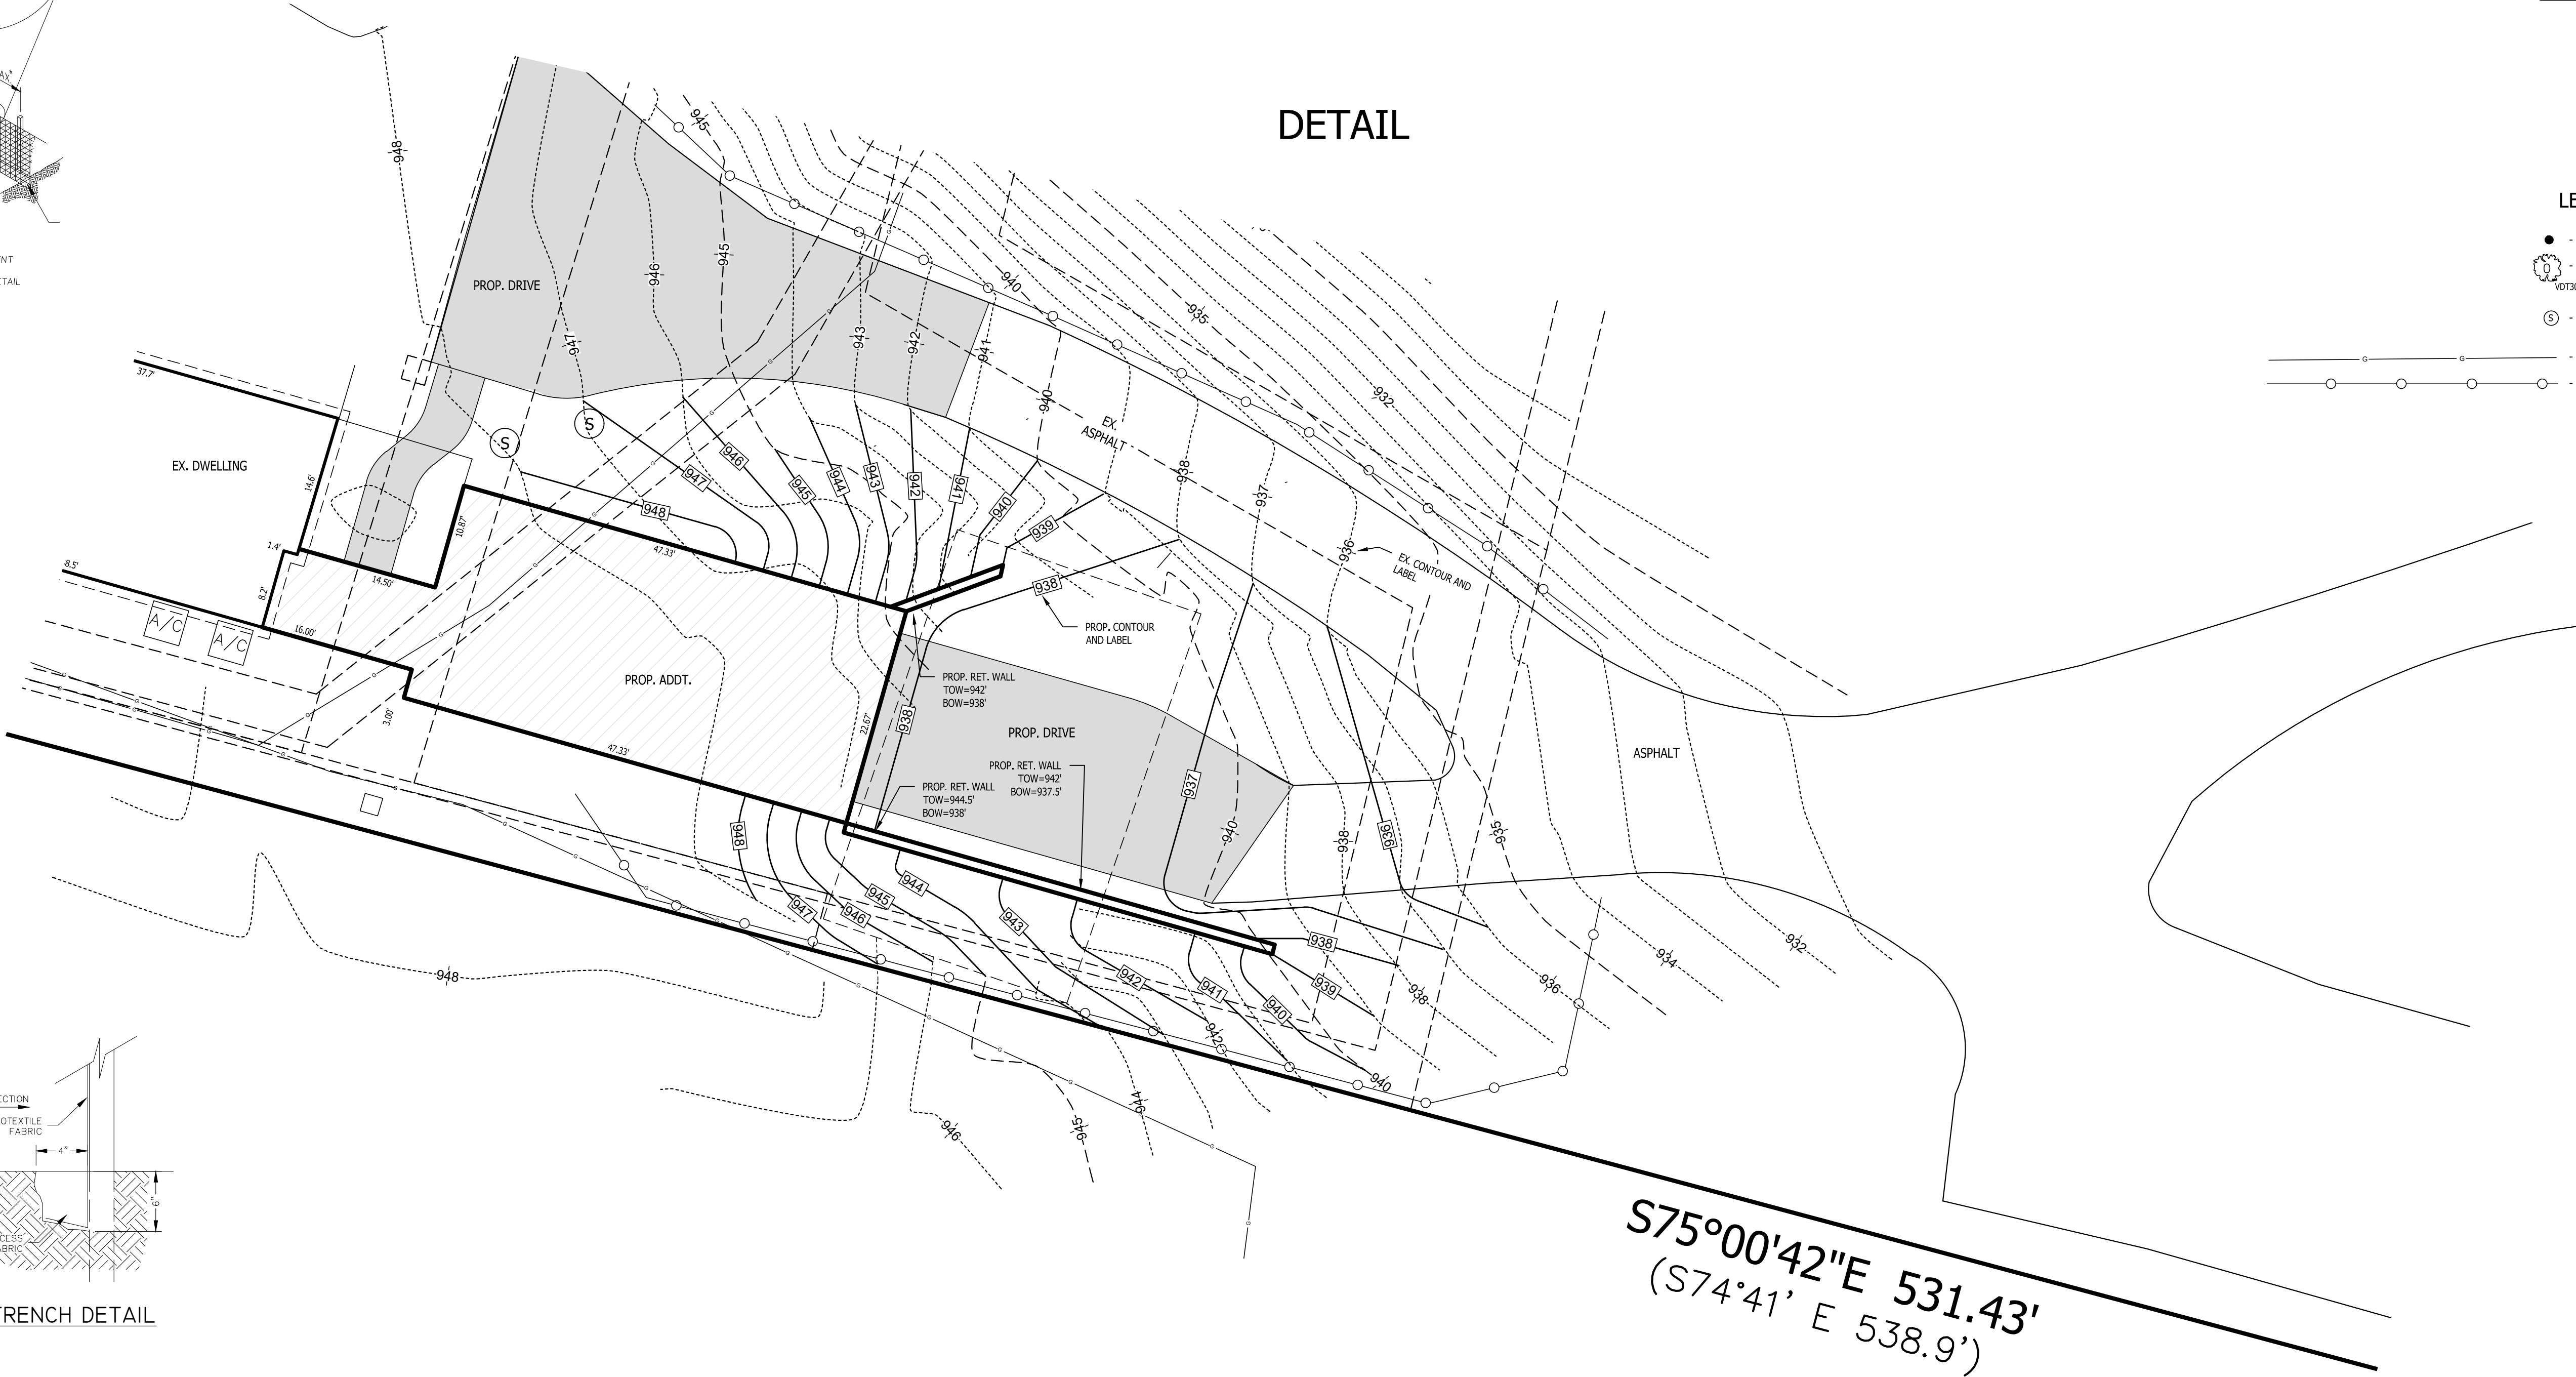 DETAIL
945
948
945
946
947
943
942
941
940
940
935
932
PROP. DRIVE
EX.
ASPHALT
938
937
936
EX. CONTOUR AND
LABEL
37.7'
14.6'
EX. DWELLING
S
S
948
947
946
945
944
943
942
941
940
939
938
PROP. CONTOUR
AND LABEL
10.87'
47.33'
1.4'
14.50'
8.5'
8.2'
16.00'
A/C
A/C
3.00'
47.33'
22.67'
PROP. ADDT.
PROP. RET. WALL
TOW=942'
BOW=938'
938
PROP. DRIVE
PROP. RET. WALL
TOW=942'
BOW=937.5'
PROP. RET. WALL
TOW=944.5'
BOW=938'
937
940
938
936
935
ASPHALT
948
947
946
945
944
943
942
941
940
939
938
938
936
934
932
942
940
944
945
946
948
S75°00'42"E 531.43'
(S74°41' E 538.9')
G
G
S
FABRIC
4"
6"
TRENCH DETAIL